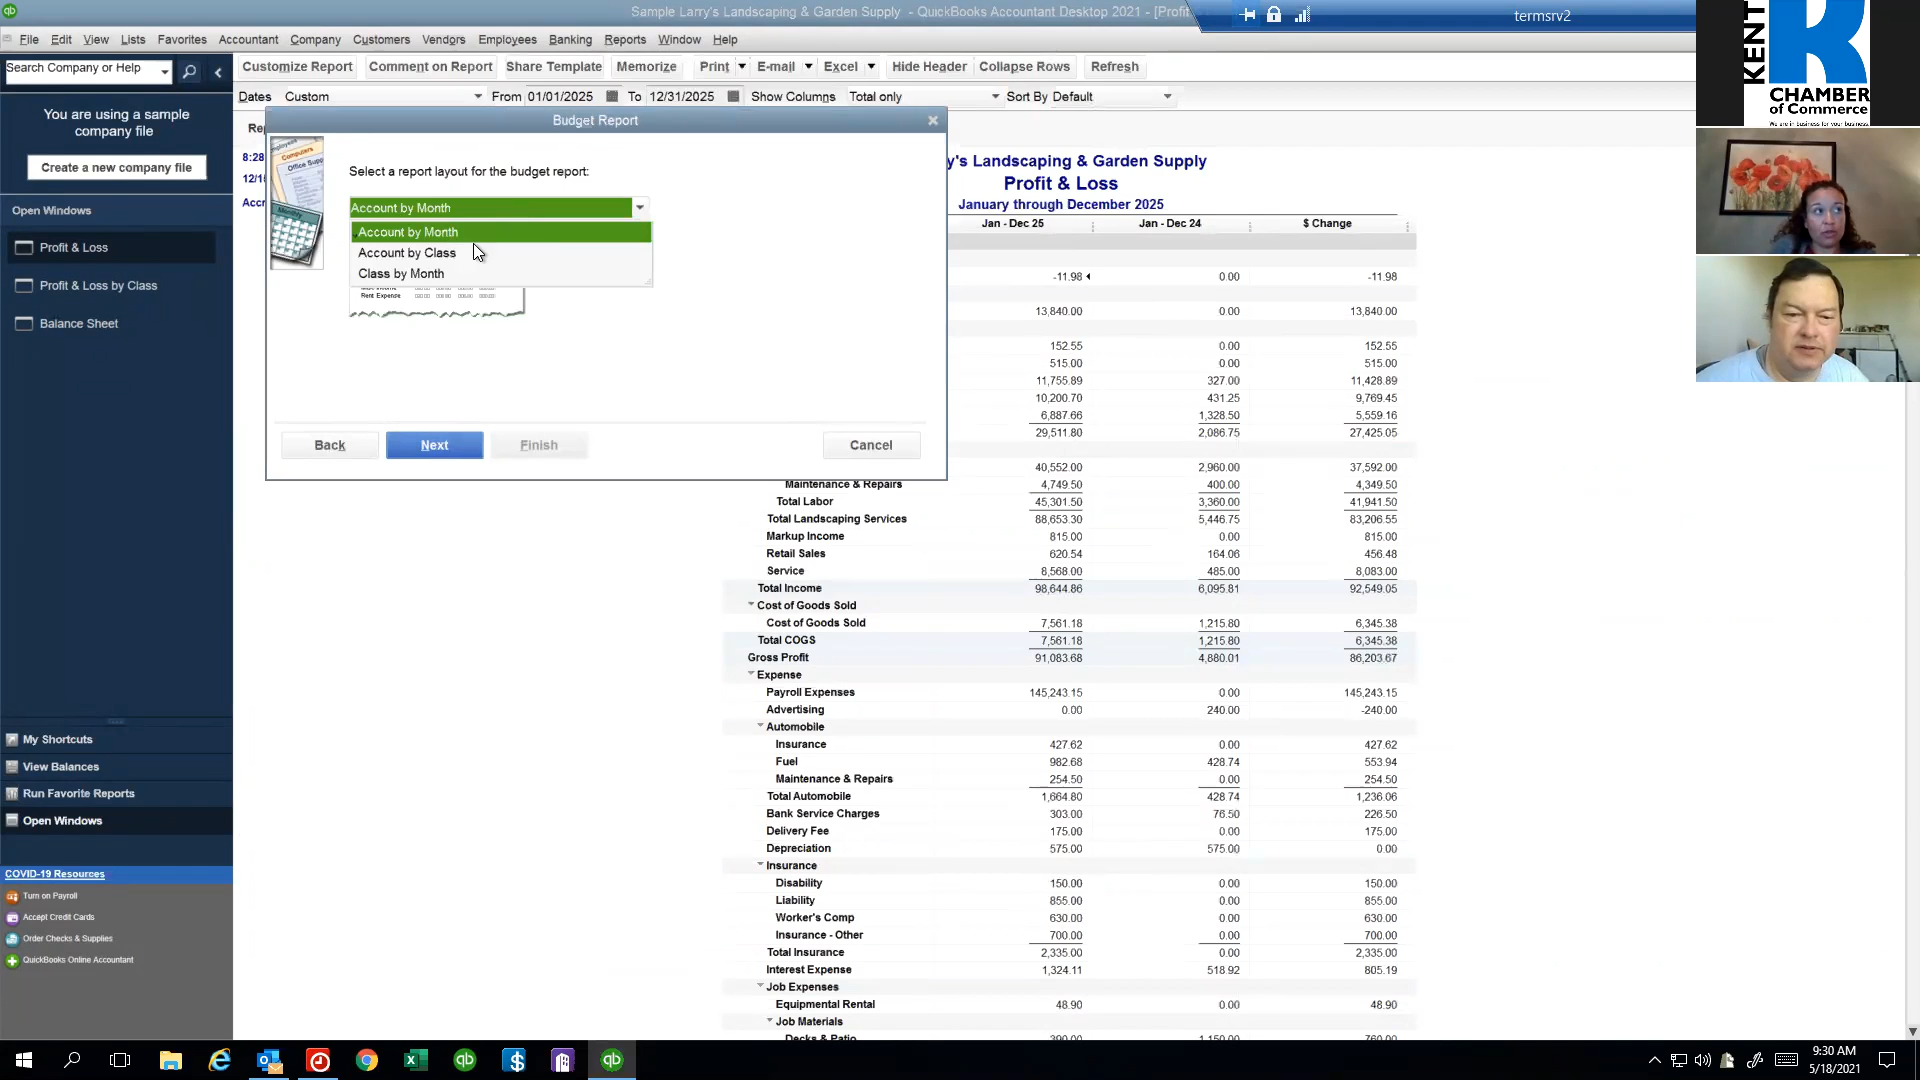 Sample Larry's Landscaping & Garden Supply - QuickBooks Accountant Desktop 2021 - [Profit
termsrv2
File Edit View Lists Favorites Accountant Company Customers Vendors Employees Banking Reports Window Help
Search Company or Help
Customize Report Comment on Report Share Template Memorize Print E-mail Excel Hide Header Collapse Rows Refresh
Dates Custom From 01/01/2025 To 12/31/2025 Show Columns Total only Sort By Default
KENT
CHAMBER
of Commerce
We are in business for your business.
You are using a sample
company file
Create a new company file
Open Windows
Profit & Loss
Profit & Loss by Class
Balance Sheet
My Shortcuts
View Balances
Run Favorite Reports
Open Windows
COVID-19 Resources
Turn on Payroll
Accept Credit Cards
Order Checks & Supplies
QuickBooks Online Accountant
Rep
8:28
12/1
Accr
Budget Report
Select a report layout for the budget report:
Account by Month
Account by Month
Account by Class
Class by Month
Rent Expense
Back Next Finish Cancel
y's Landscaping & Garden Supply
Profit & Loss
January through December 2025
Jan - Dec 25 Jan - Dec 24 $ Change
-11.98 0.00 -11.98
13,840.00 0.00 13,840.00
152.55 0.00 152.55
515.00 0.00 515.00
11,755.89 327.00 11,428.89
10,200.70 431.25 9,769.45
6,887.66 1,328.50 5,559.16
29,511.80 2,086.75 27,425.05
40,552.00 2,960.00 37,592.00
Maintenance & Repairs 4,749.50 400.00 4,349.50
Total Labor 45,301.50 3,360.00 41,941.50
Total Landscaping Services 88,653.30 5,446.75 83,206.55
Markup Income 815.00 0.00 815.00
Retail Sales 620.54 164.06 456.48
Service 8,568.00 485.00 8,083.00
Total Income 98,644.86 6,095.81 92,549.05
Cost of Goods Sold
Cost of Goods Sold 7,561.18 1,215.80 6,345.38
Total COGS 7,561.18 1,215.80 6,345.38
Gross Profit 91,083.68 4,880.01 86,203.67
Expense
Payroll Expenses 145,243.15 0.00 145,243.15
Advertising 0.00 240.00 -240.00
Automobile
Insurance 427.62 0.00 427.62
Fuel 982.68 428.74 553.94
Maintenance & Repairs 254.50 0.00 254.50
Total Automobile 1,664.80 428.74 1,236.06
Bank Service Charges 303.00 76.50 226.50
Delivery Fee 175.00 0.00 175.00
Depreciation 575.00 575.00 0.00
Insurance
Disability 150.00 0.00 150.00
Liability 855.00 0.00 855.00
Worker's Comp 630.00 0.00 630.00
Insurance - Other 700.00 0.00 700.00
Total Insurance 2,335.00 0.00 2,335.00
Interest Expense 1,324.11 518.92 805.19
Job Expenses
Equipmental Rental 48.90 0.00 48.90
Job Materials
Decks & Patio 390.00 1,150.00 -760.00
9:30 AM
5/18/2021